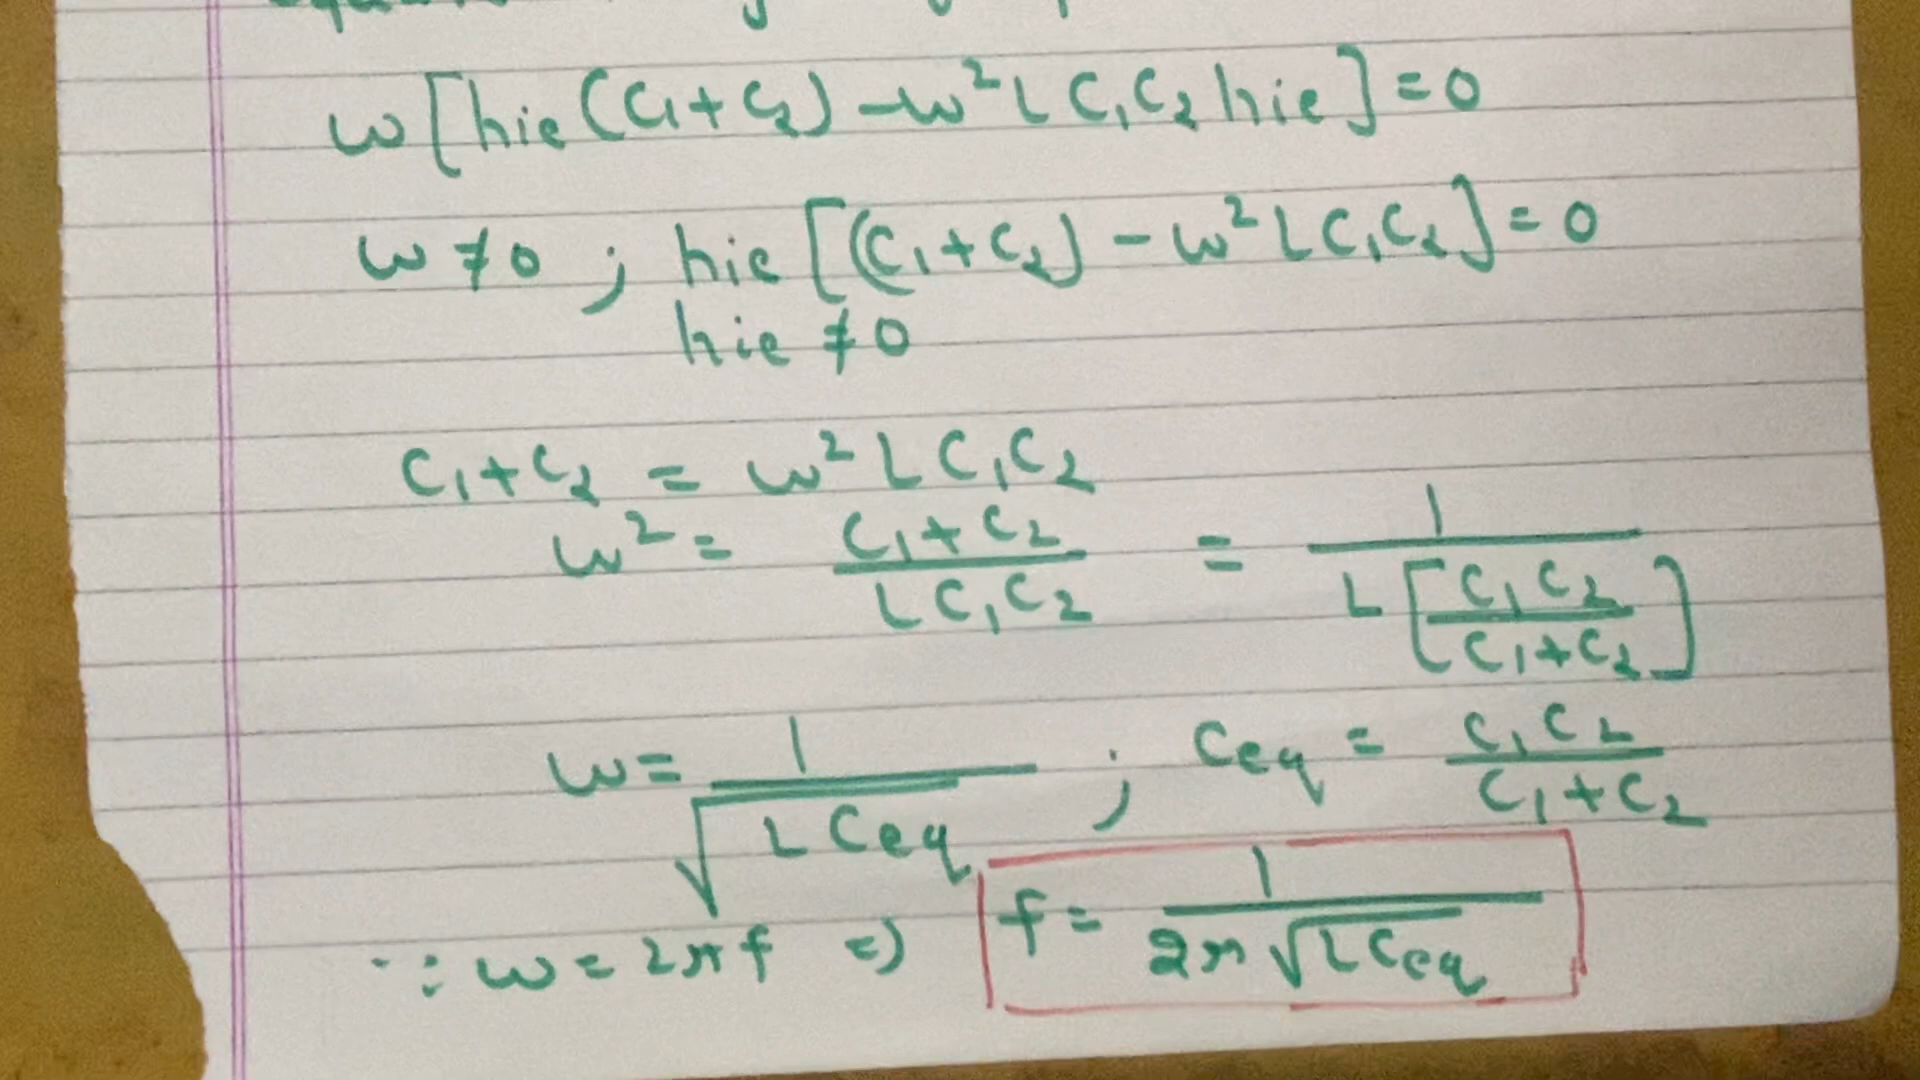 ω[hie(C₁+C₂) - ω²LC₁C₂hie] = 0
ω ≠ 0 ; hie[(C₁+C₂) - ω²LC₁C₂] = 0
hie ≠ 0
C₁+C₂ = ω²LC₁C₂
ω² = (C₁+C₂)/(LC₁C₂) = 1/(L[C₁C₂/(C₁+C₂)])
ω = 1/√(LCeq) ; Ceq = C₁C₂/(C₁+C₂)
∵ ω = 2πf ⇒ f = 1/(2π√(LCeq))